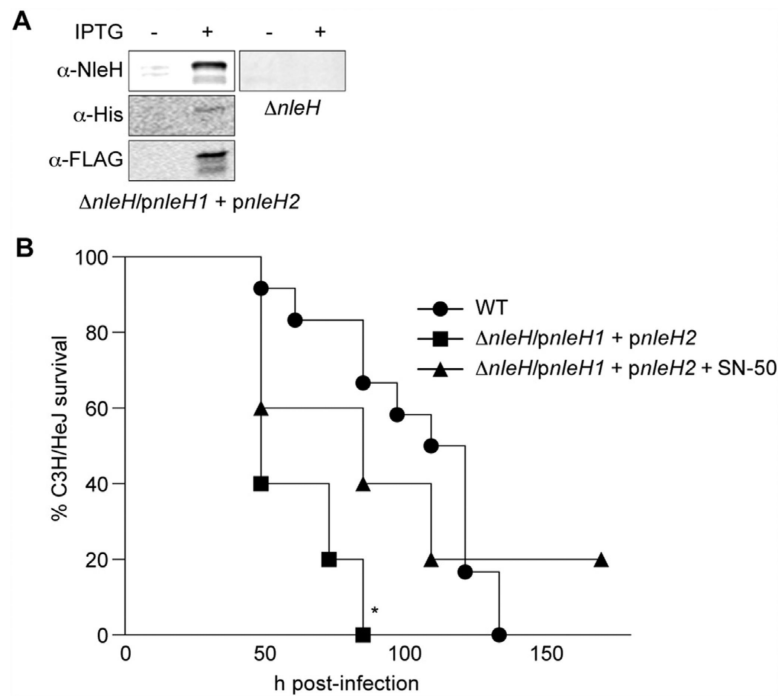 A
IPTG - + - +
α-NleH
α-His
ΔnleH
α-FLAG
ΔnleH/pnleH1 + pnleH2
B
100
80
60
40
20
0
% C3H/HeJ survival
WT
ΔnleH/pnleH1 + pnleH2
ΔnleH/pnleH1 + pnleH2 + SN-50
*
0 50 100 150
h post-infection